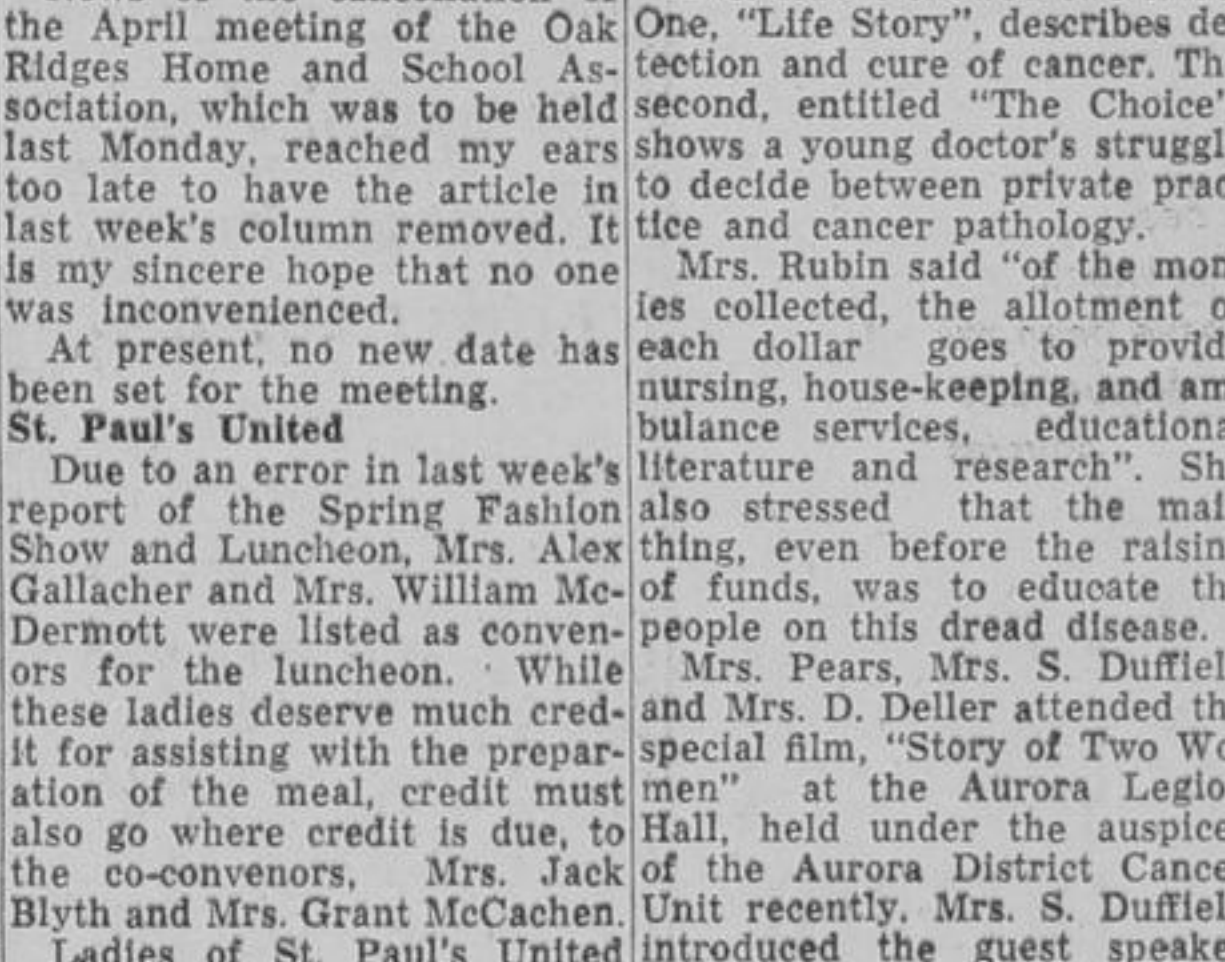 the April meeting of the Oak
Ridges Home and School As-
sociation, which was to be held
last Monday, reached my ears
too late to have the article in
last week's column removed. It
is my sincere hope that no one
was inconvenienced.
At present, no new date has
been set for the meeting.
St. Paul's United
Due to an error in last week's
report of the Spring Fashion
Show and Luncheon, Mrs. Alex
Gallacher and Mrs. William Mc-
Dermott were listed as conven-
ors for the luncheon. While
these ladies deserve much cred-
it for assisting with the prepar-
ation of the meal, credit must
also go where credit is due, to
the co-convenors, Mrs. Jack
Blyth and Mrs. Grant McCachen.
Ladies of St. Paul's United
One, "Life Story", describes de
tection and cure of cancer. Th
second, entitled "The Choice"
shows a young doctor's struggl
to decide between private prac
tice and cancer pathology.
Mrs. Rubin said "of the mon
ies collected, the allotment o
each dollar goes to provid
nursing, house-keeping, and am
bulance services, educationa
literature and research". Sh
also stressed that the mai
thing, even before the raisin
of funds, was to educate th
people on this dread disease.
Mrs. Pears, Mrs. S. Duffiel
and Mrs. D. Deller attended th
special film, "Story of Two Wo
men" at the Aurora Legio
Hall, held under the auspice
of the Aurora District Cance
Unit recently. Mrs. S. Duffiel
introduced the guest speake